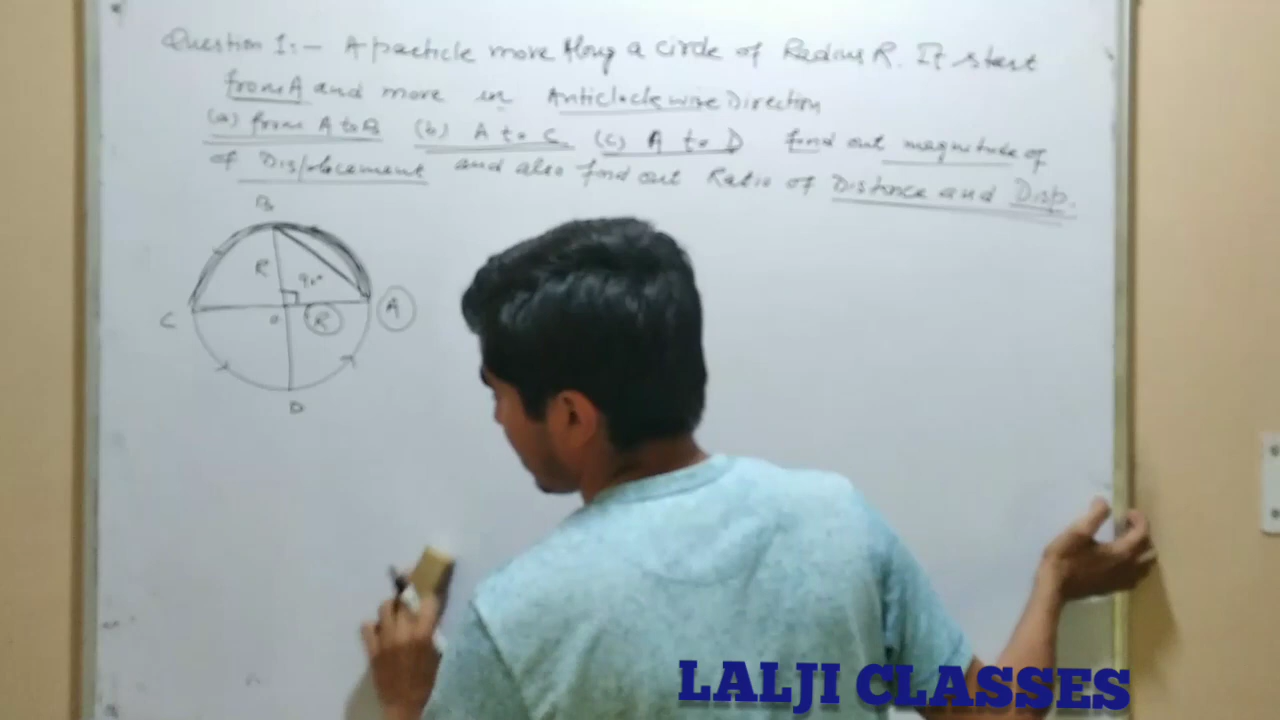 Question 1:- A particle move Along a circle of Radius R. It start
from A and move in Anticlockwise Direction
(a) from A to B (b) A to C (c) A to D find out magnitude of
of Displacement and also find out Ratio of Distance and Disp.
B
R 90°
C O R A
D
LALJI CLASSES